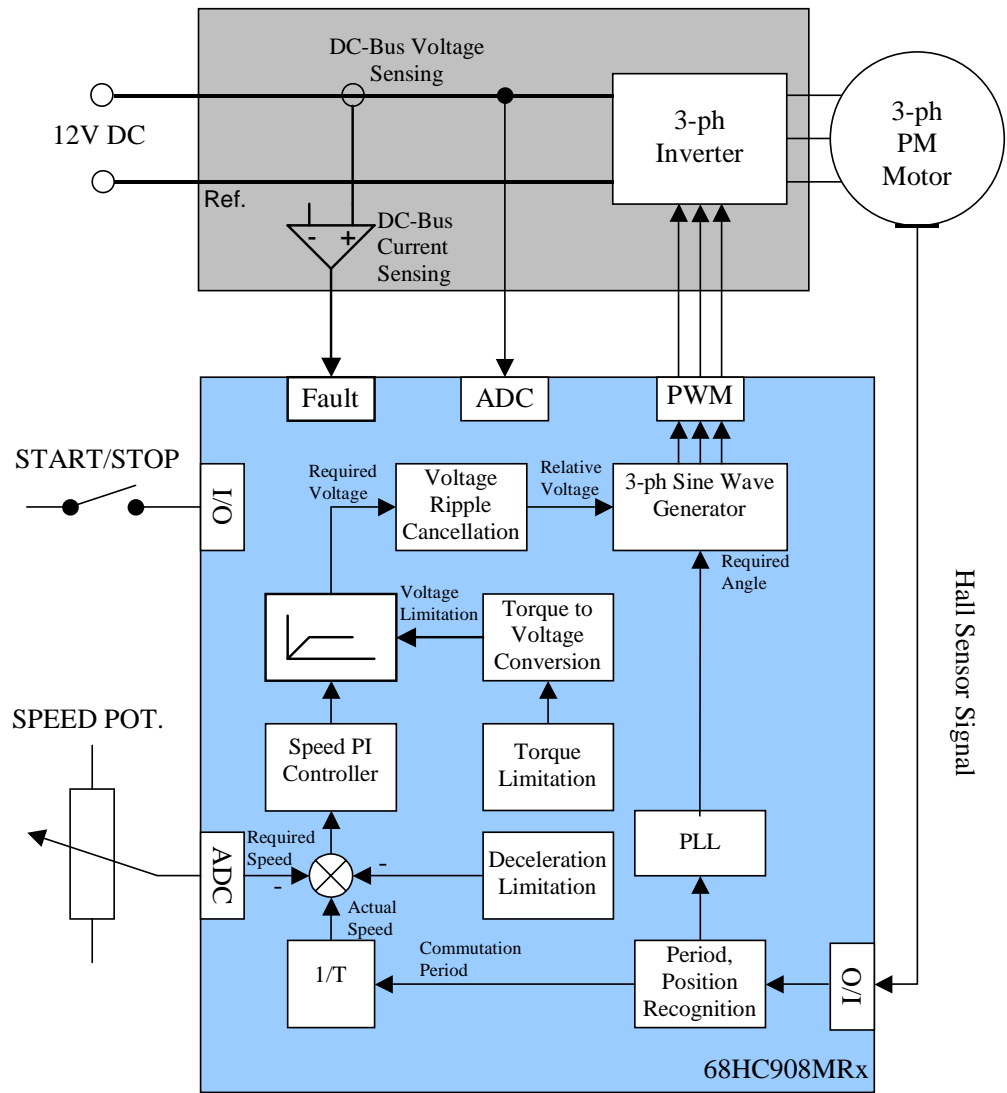 DC-Bus Voltage
Sensing
12V DC
Ref.
- +
DC-Bus
Current
Sensing
3-ph
Inverter
3-ph
PM
Motor
Fault
ADC
PWM
START/STOP
I/O
Required
Voltage
Voltage
Ripple
Cancellation
Relative
Voltage
3-ph Sine Wave
Generator
Required
Angle
Voltage
Limitation
Torque to
Voltage
Conversion
Hall Sensor Signal
SPEED POT.
Speed PI
Controller
Torque
Limitation
PLL
ADC
Required
Speed
-
-
Deceleration
Limitation
Actual
Speed
1/T
Commutation
Period
Period,
Position
Recognition
O/I
68HC908MRx